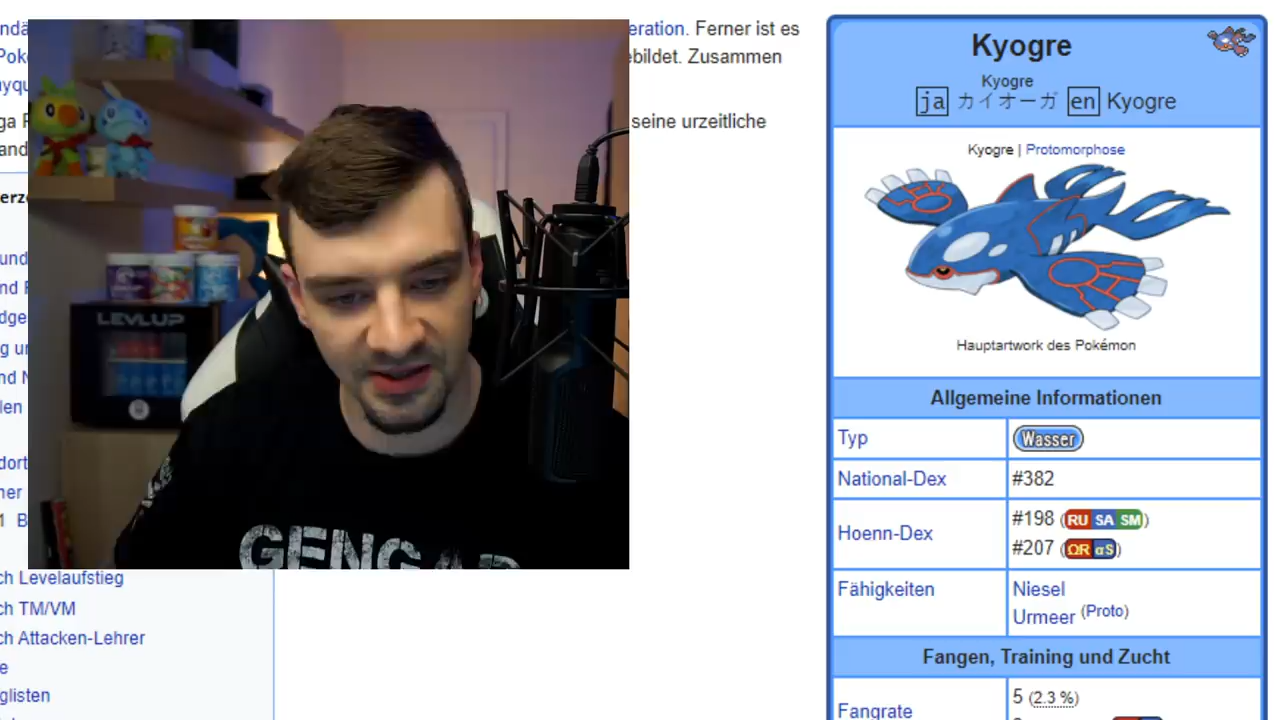 eration. Ferner ist es
ebildet. Zusammen
seine urzeitliche
und
ch Levelaufstieg
ch TM/VM
ch Attacken-Lehrer
glisten
LEVLUP
GENGAR
Kyogre
Kyogre
ja カイオーガ en Kyogre
Kyogre | Protomorphose
Hauptartwork des Pokémon
Allgemeine Informationen
Typ Wasser
National-Dex #382
Hoenn-Dex #198 (RU SA SM)
#207 (ΩR αS)
Fähigkeiten Niesel
Urmeer (Proto)
Fangen, Training und Zucht
Fangrate 5 (2.3 %)